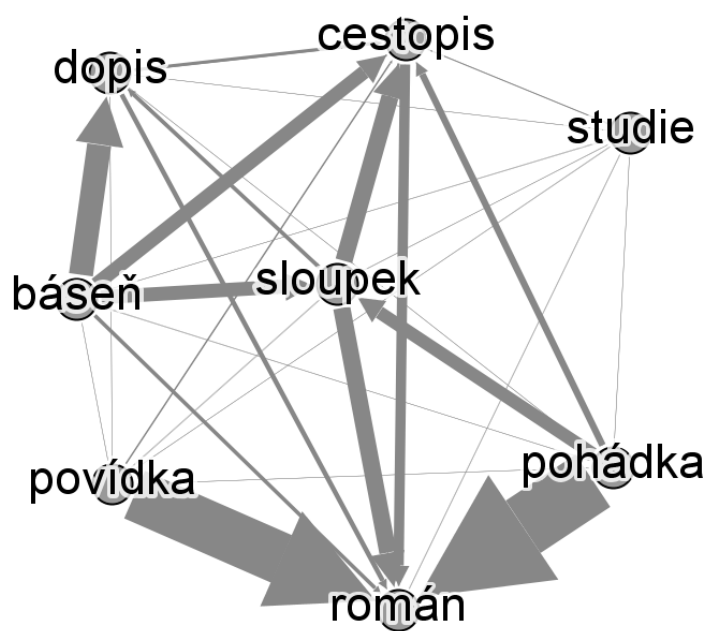 cestopis
dopis
studie
sloupek
báseň
pohádka
povídka
román